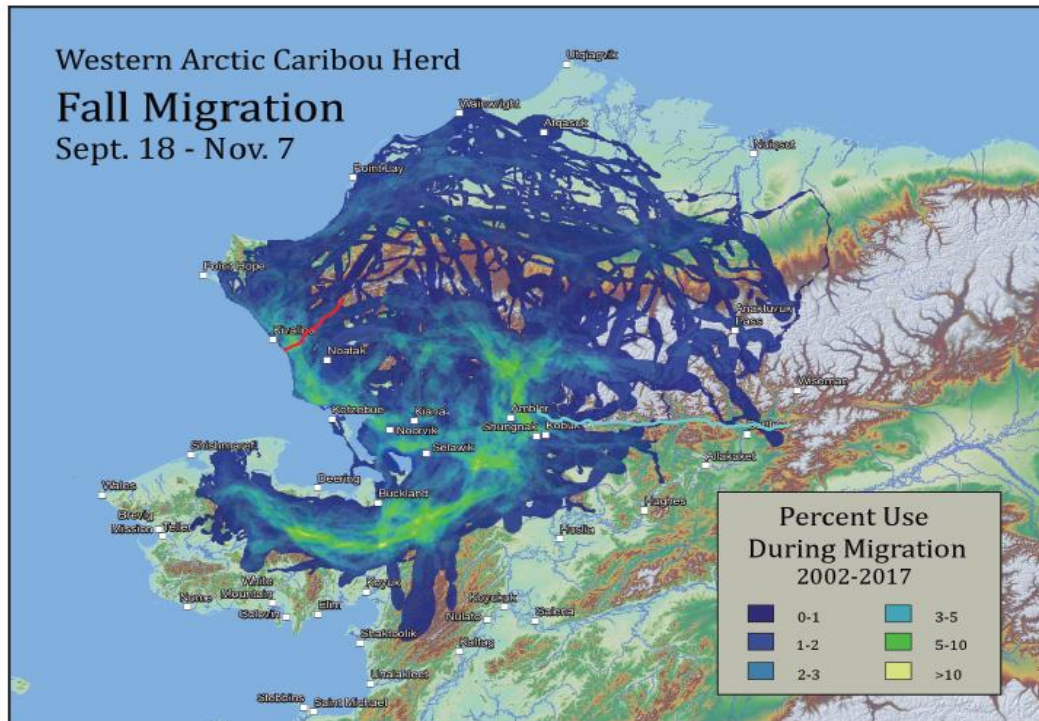 Western Arctic Caribou Herd
Fall Migration
Sept. 18 - Nov. 7
Utqiagvik
Wainwright
Atqasuk
Nuiqsut
Point Lay
Point Hope
Kivalina
Noatak
Anaktuvuk
Pass
Wiseman
Kotzebue
Kiana
Ambler
Noorvik
Shungnak
Kobuk
Selawik
Shishmaref
Allakaket
Deering
Wales
Buckland
Hughes
Brevig
Mission
Teller
Huslia
White
Mountain
Koyuk
Nome
Golovin
Elim
Koyukuk
Nulato
Galena
Shaktoolik
Kaltag
Unalakleet
Stebbins
Saint Michael
Percent Use
During Migration
2002-2017
0-1
3-5
1-2
5-10
2-3
>10